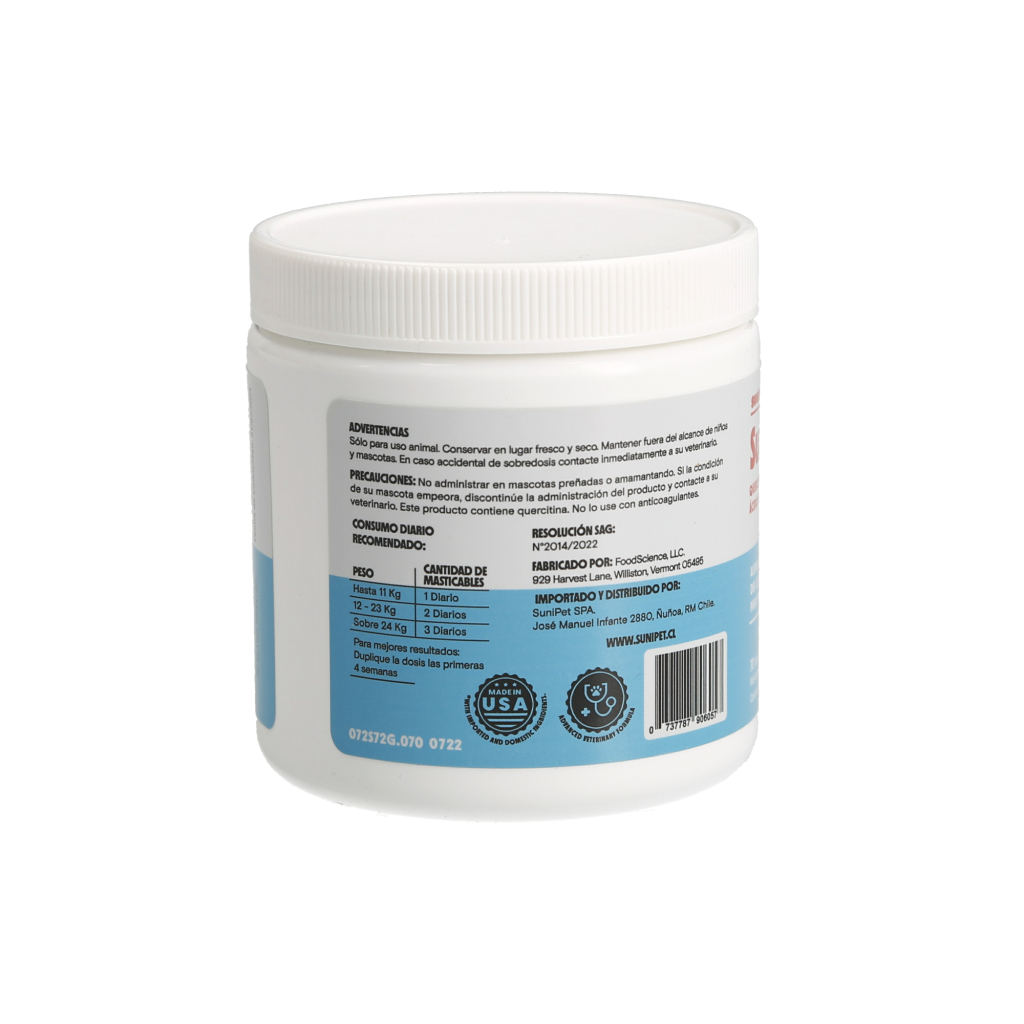 ADVERTENCIAS
Sólo para uso animal. Conservar en lugar fresco y seco. Mantener fuera del alcance de niños
y mascotas. En caso accidental de sobredosis contacte inmediatamente a su veterinario.
PRECAUCIONES: No administrar en mascotas preñadas o amamantando. Si la condición
de su mascota empeora, discontinúe la administración del producto y contacte a su
veterinario. Este producto contiene quercitina. No lo use con anticoagulantes.
CONSUMO DIARIO
RECOMENDADO:
PESO CANTIDAD DE
MASTICABLES
Hasta 11 Kg 1 Diario
12 - 23 Kg 2 Diarios
Sobre 24 Kg 3 Diarios
Para mejores resultados:
Duplique la dosis las primeras
4 semanas
072S72G.070 0722
RESOLUCIÓN SAG:
N°2014/2022
FABRICADO POR: FoodScience, LLC.
929 Harvest Lane, Williston, Vermont 05495
IMPORTADO Y DISTRIBUIDO POR:
SuniPet SPA.
José Manuel Infante 2880, Ñuñoa, RM Chile.
WWW.SUNIPET.CL
MADE IN
USA
*WITH IMPORTED AND DOMESTIC INGREDIENTS.
ADVANCED VETERINARY FORMULA
0 737787 906057